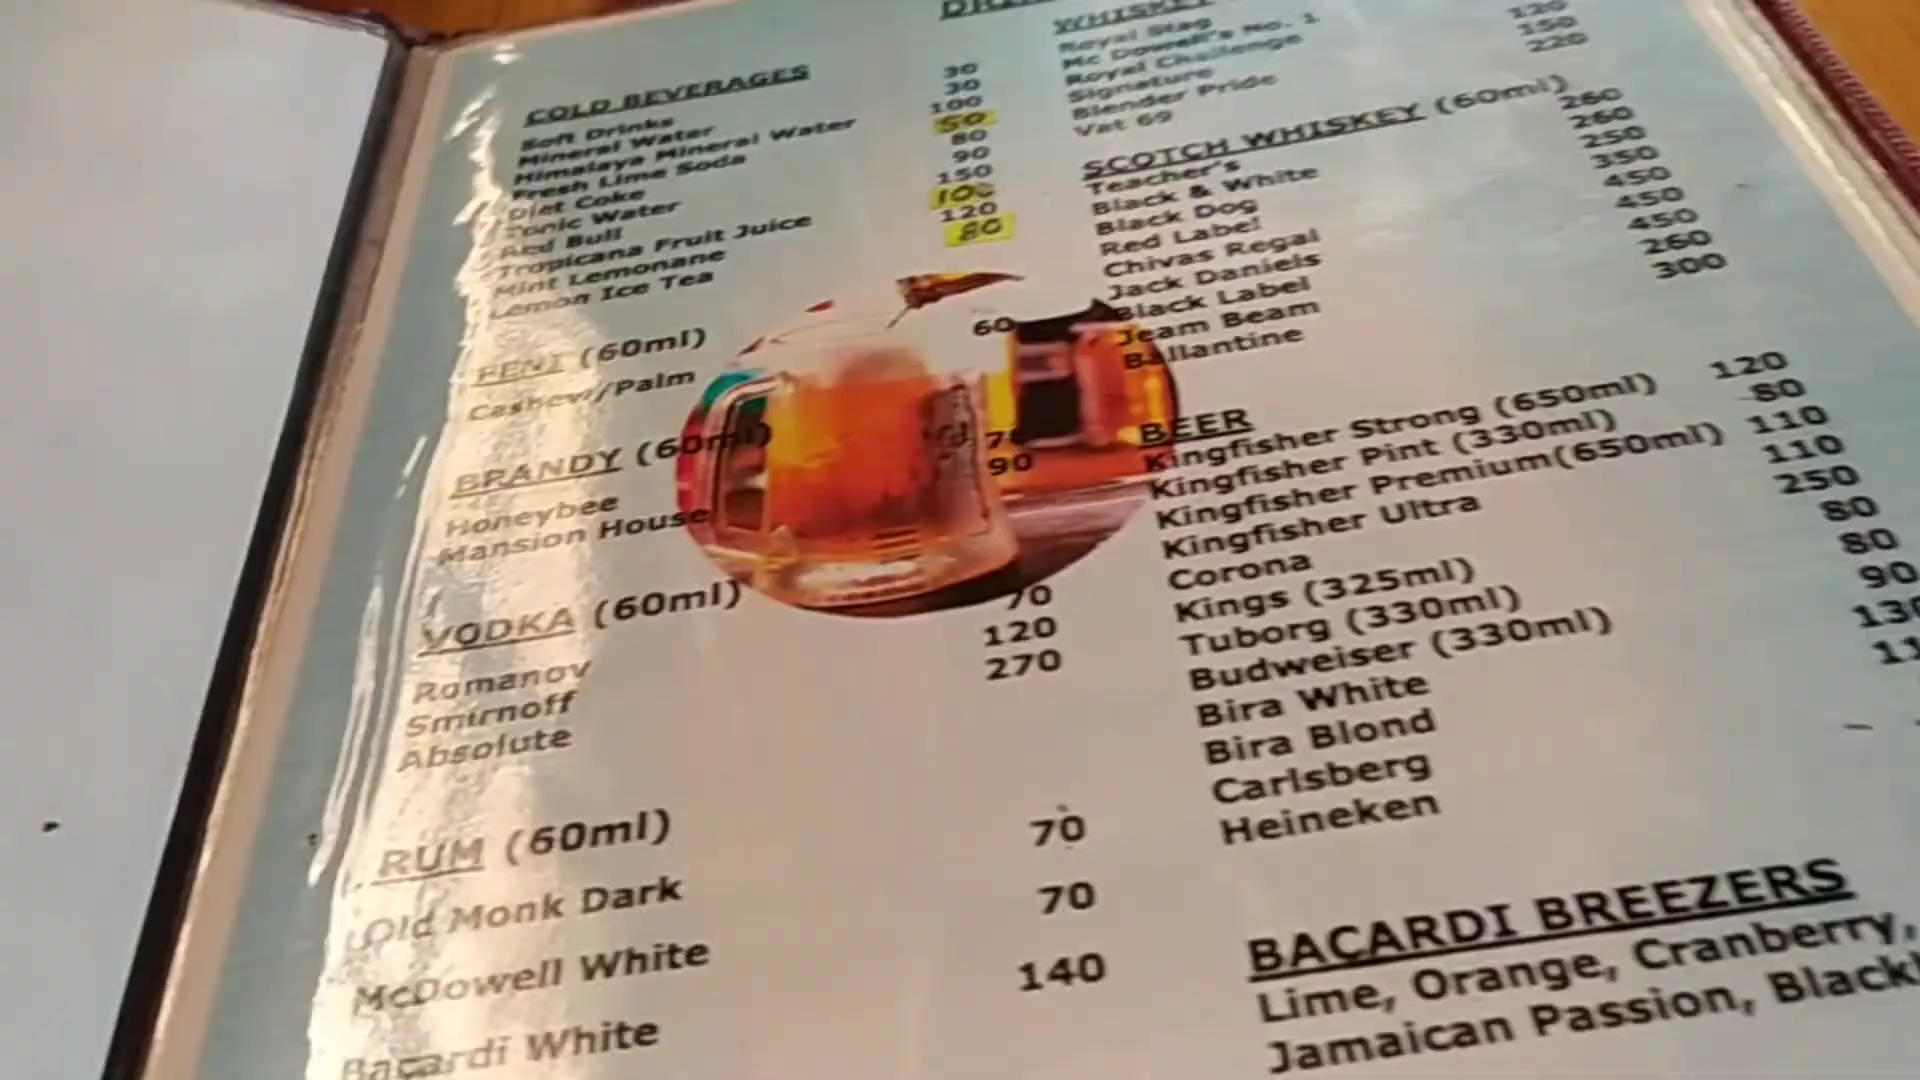 COLD BEVERAGES
Soft Drinks 30
Mineral Water 30
Himalaya Mineral Water 100
Fresh Lime Soda 50
Diet Coke 80
Tonic Water 90
Red Bull 150
Tropicana Fruit Juice 100
Mint Lemonane 120
Lemon Ice Tea 80
FENI (60ml)
Cashew/Palm 60
BRANDY (60ml)
Honeybee
Mansion House 90
VODKA (60ml)
Romanov 70
Smirnoff 120
Absolute 270
RUM (60ml)
Old Monk Dark 70
McDowell White 70
Bacardi White 140
WHISKEY
Royal Stag
Mc Dowell's No. 1
Royal Challenge
Signature 120
Blender Pride 150
Vat 69 220
SCOTCH WHISKEY (60ml)
Teacher's 260
Black & White 260
Black Dog 250
Red Label 350
Chivas Regal 450
Jack Daniels 450
Black Label 450
Jeam Beam 260
Ballantine 300
BEER
Kingfisher Strong (650ml) 120
Kingfisher Pint (330ml) 80
Kingfisher Premium(650ml) 110
Kingfisher Ultra 110
Corona 250
Kings (325ml) 80
Tuborg (330ml) 80
Budweiser (330ml) 90
Bira White
Bira Blond
Carlsberg
Heineken
BACARDI BREEZERS
Lime, Orange, Cranberry,
Jamaican Passion,